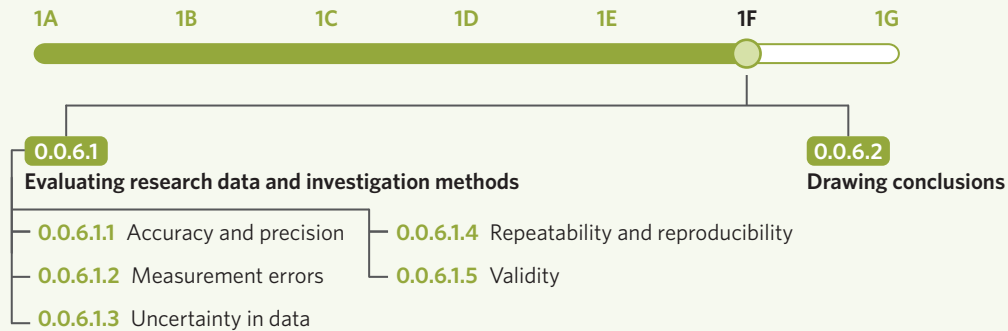 1A 1B 1C 1D 1E 1F 1G
0.0.6.1
Evaluating research data and investigation methods
0.0.6.1.1 Accuracy and precision
0.0.6.1.2 Measurement errors
0.0.6.1.3 Uncertainty in data
0.0.6.1.4 Repeatability and reproducibility
0.0.6.1.5 Validity
0.0.6.2
Drawing conclusions